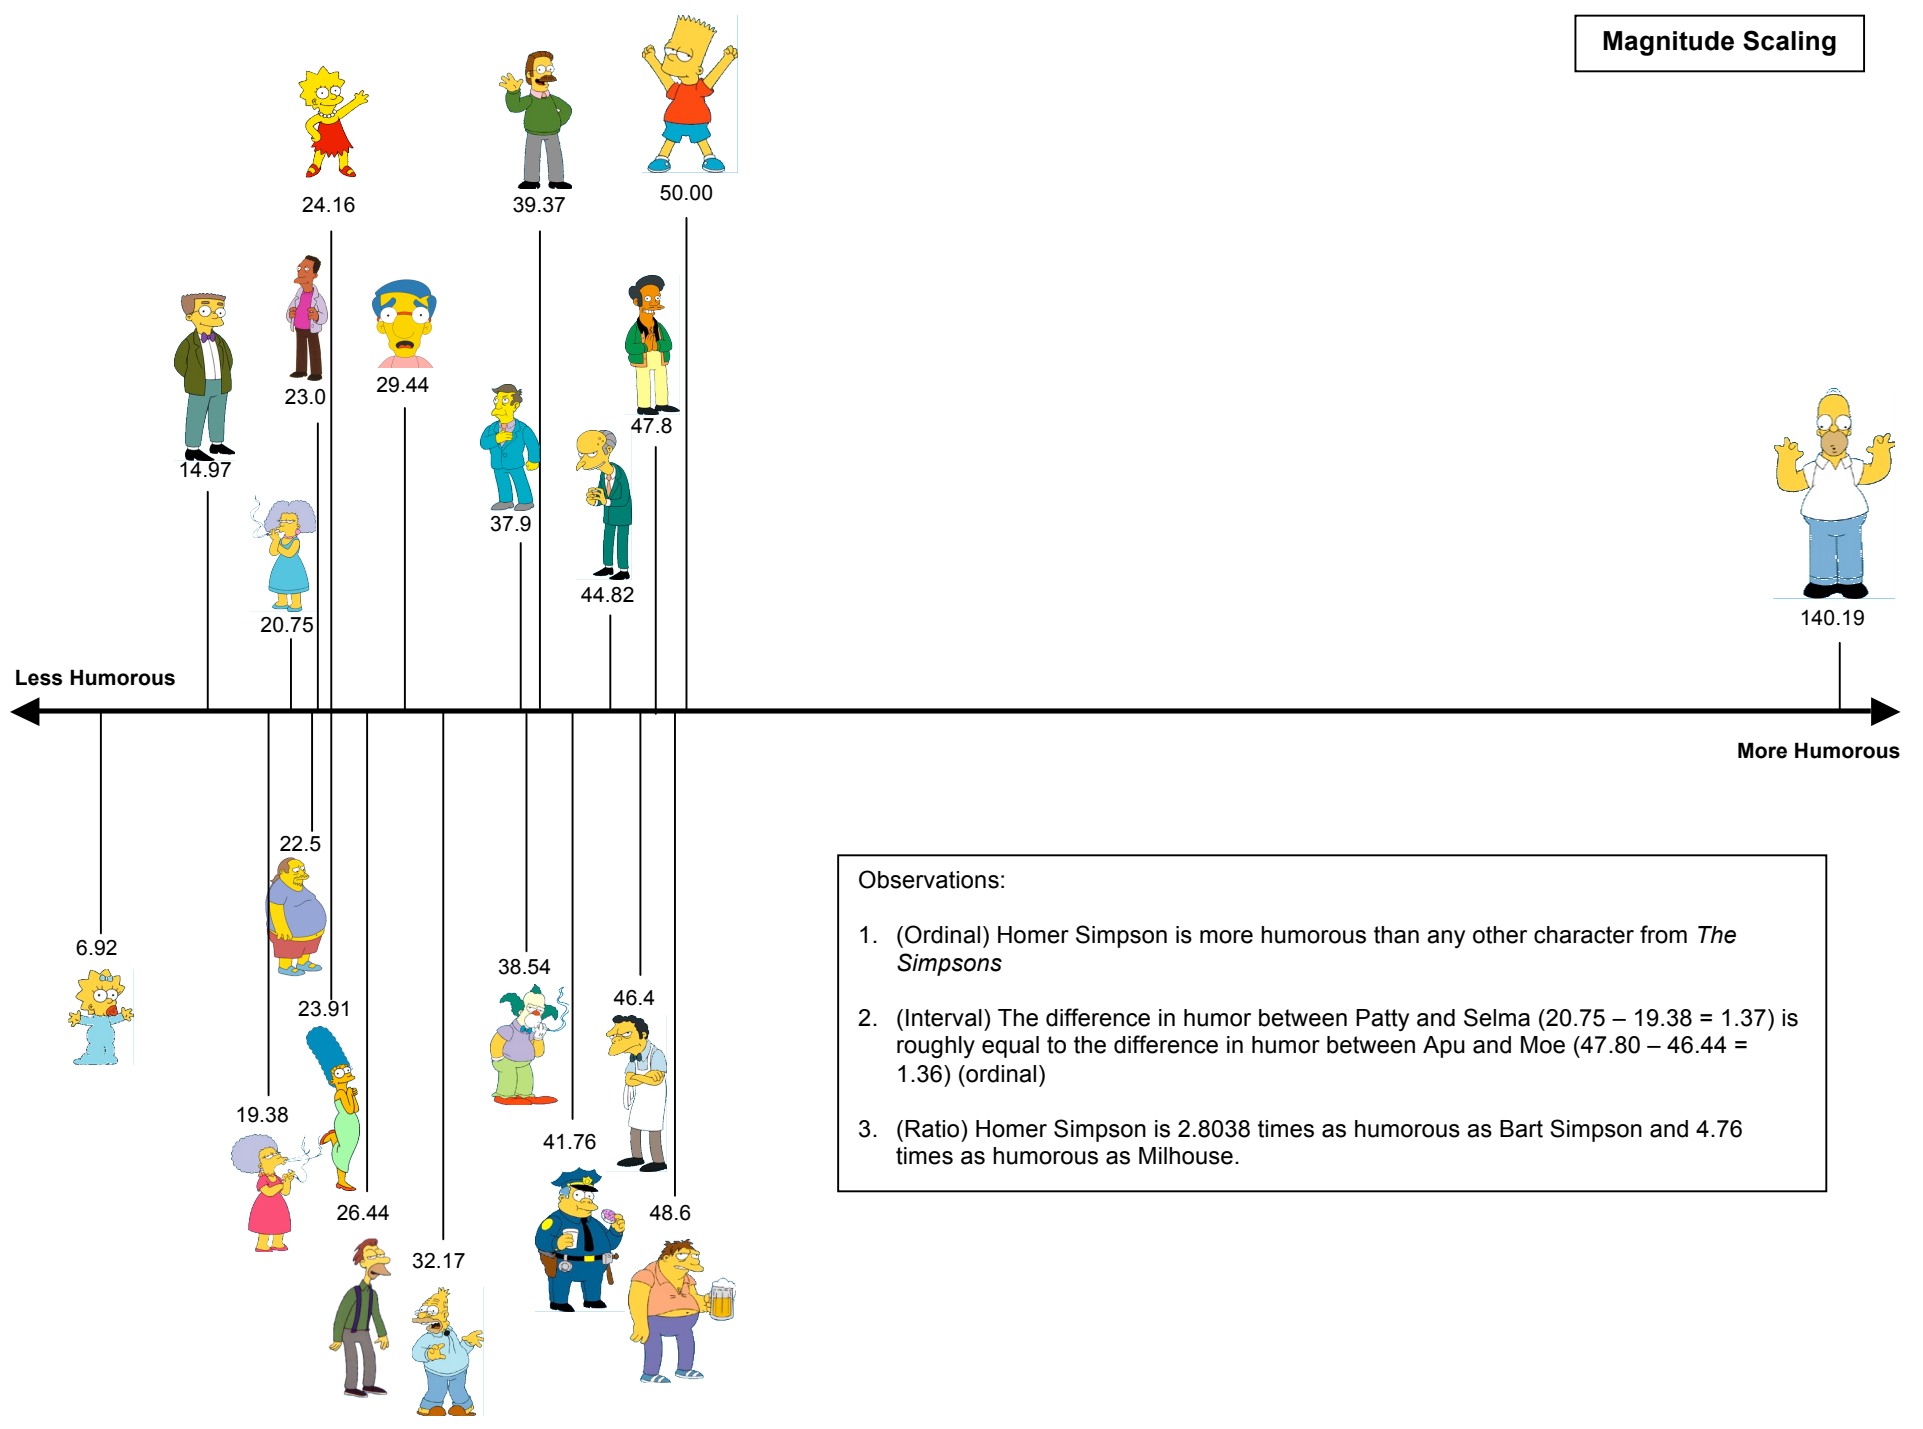 Magnitude Scaling
24.16
39.37
50.00
14.97
23.0
29.44
37.9
47.8
20.75
44.82
140.19
Less Humorous
More Humorous
22.5
6.92
23.91
38.54
46.4
19.38
41.76
26.44
48.6
32.17
Observations:
1. (Ordinal) Homer Simpson is more humorous than any other character from The
Simpsons
2. (Interval) The difference in humor between Patty and Selma (20.75 – 19.38 = 1.37) is
roughly equal to the difference in humor between Apu and Moe (47.80 – 46.44 =
1.36) (ordinal)
3. (Ratio) Homer Simpson is 2.8038 times as humorous as Bart Simpson and 4.76
times as humorous as Milhouse.